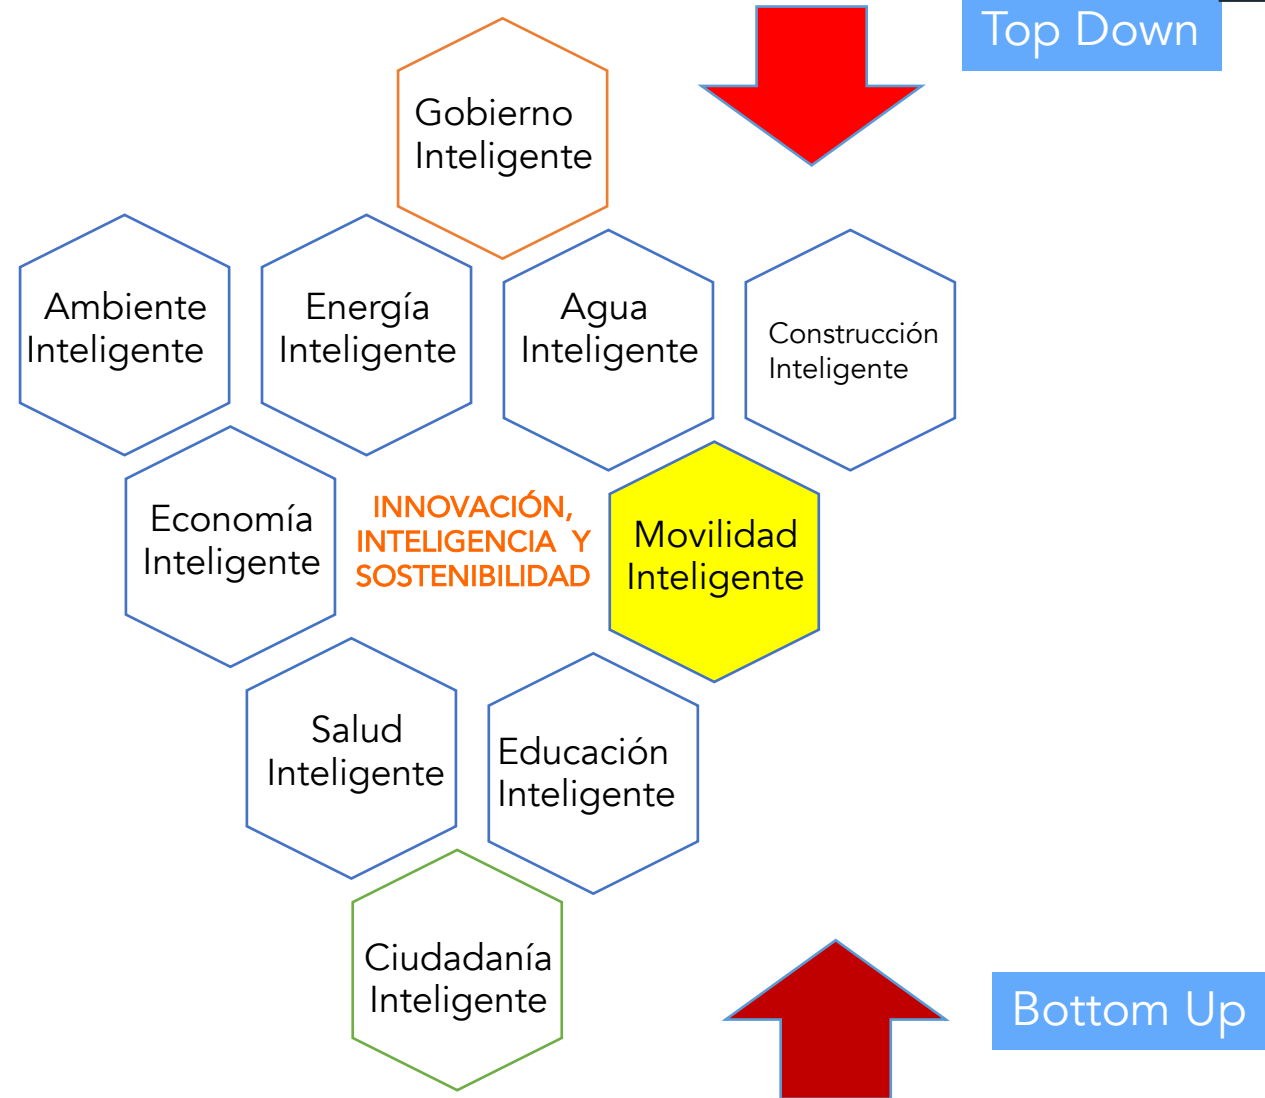 Top Down
Gobierno
Inteligente
Ambiente
Inteligente
Energía
Inteligente
Agua
Inteligente
Construcción
Inteligente
Economía
Inteligente
INNOVACIÓN,
INTELIGENCIA Y
SOSTENIBILIDAD
Movilidad
Inteligente
Salud
Inteligente
Educación
Inteligente
Ciudadanía
Inteligente
Bottom Up